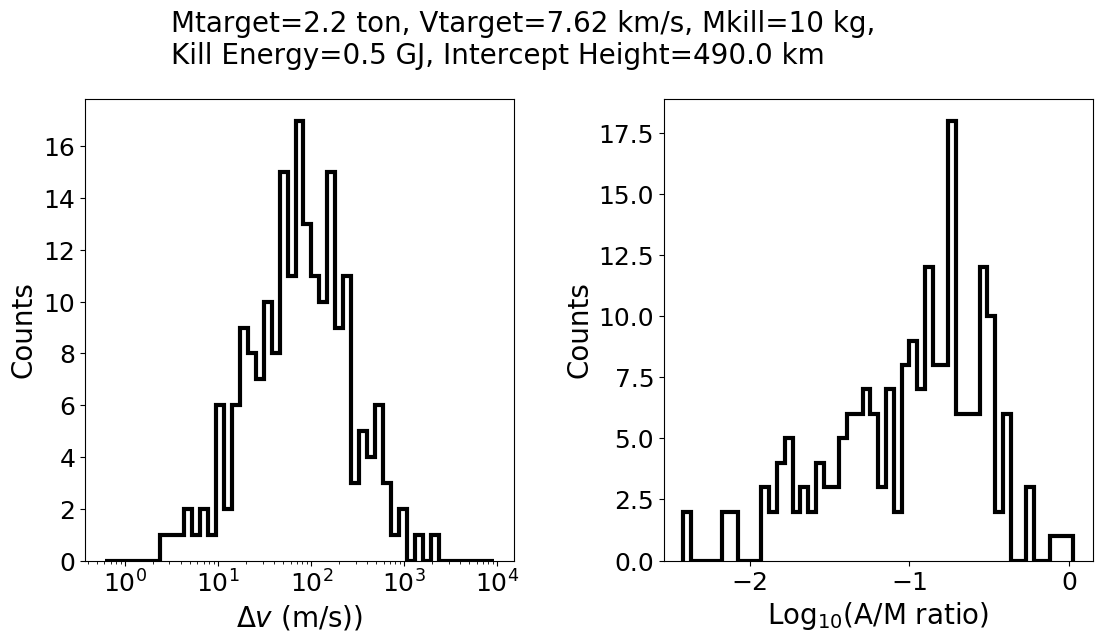 Mtarget=2.2 ton, Vtarget=7.62 km/s, Mkill=10 kg,
Kill Energy=0.5 GJ, Intercept Height=490.0 km
Counts
16
14
12
10
8
6
4
2
0
10⁰ 10¹ 10² 10³ 10⁴
Δv (m/s))
Counts
17.5
15.0
12.5
10.0
7.5
5.0
2.5
0.0
−2 −1 0
Log₁₀(A/M ratio)